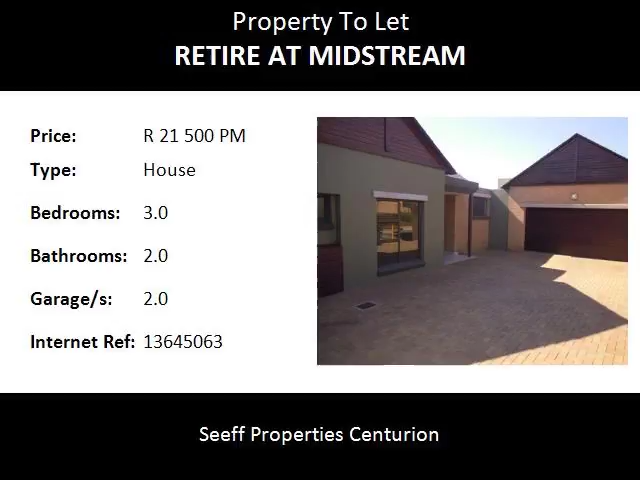 Property To Let
RETIRE AT MIDSTREAM
Price: R 21 500 PM
Type: House
Bedrooms: 3.0
Bathrooms: 2.0
Garage/s: 2.0
Internet Ref: 13645063
Seeff Properties Centurion